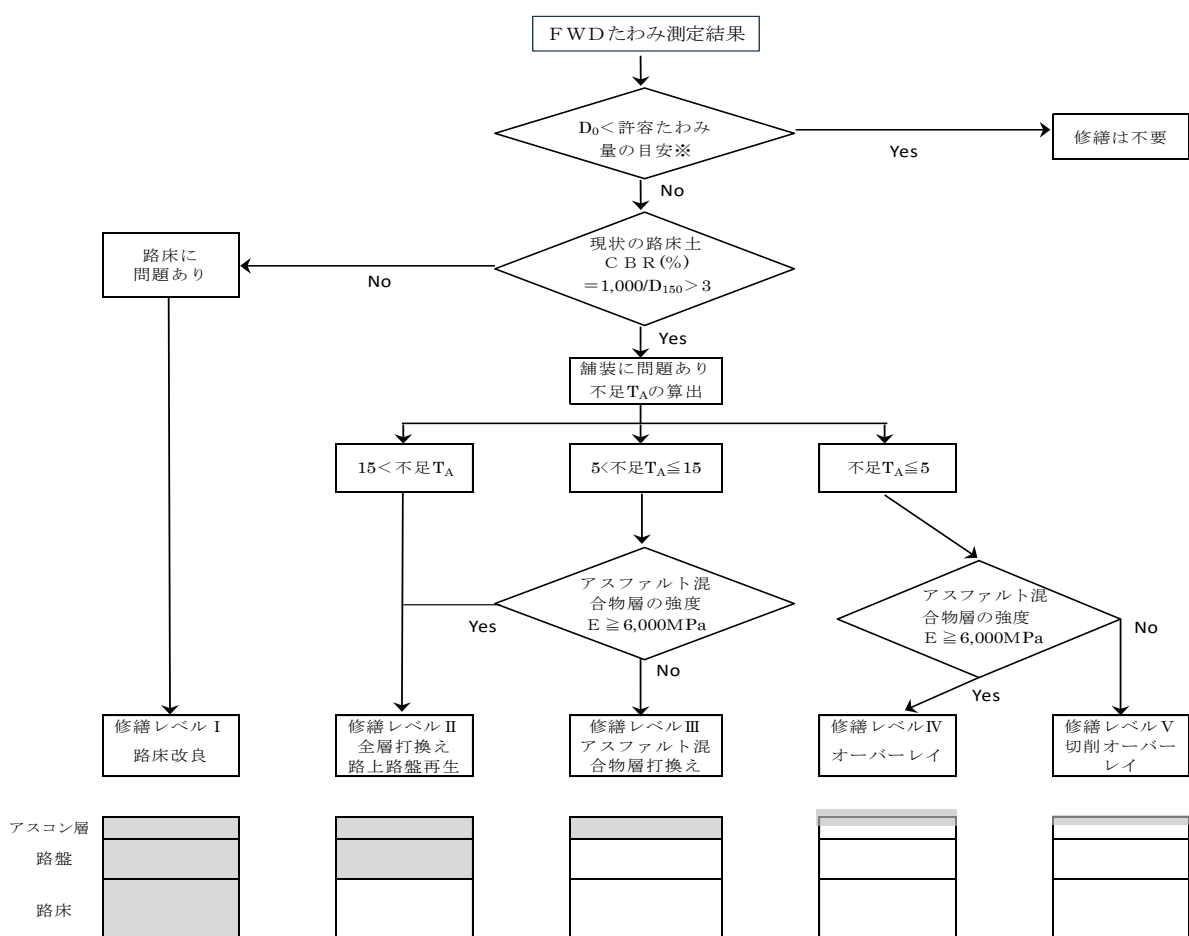 ＦＷＤたわみ測定結果
D₀＜許容たわみ
量の目安※
Yes
修繕は不要
No
現状の路床土
ＣＢＲ(%)
＝1,000/D₁₅₀＞3
路床に
問題あり
No
Yes
舗装に問題あり
不足T_Aの算出
15＜不足T_A
5<不足T_A≦15
不足T_A≦5
アスファルト混
合物層の強度
Ｅ≧6,000MPa
アスファルト混
合物層の強度
Ｅ≧6,000MPa
Yes
No
No
Yes
修繕レベルⅠ
路床改良
修繕レベルⅡ
全層打換え
路上路盤再生
修繕レベルⅢ
アスファルト混
合物層打換え
修繕レベルⅣ
オーバーレイ
修繕レベルⅤ
切削オーバー
レイ
アスコン層
路盤
路床